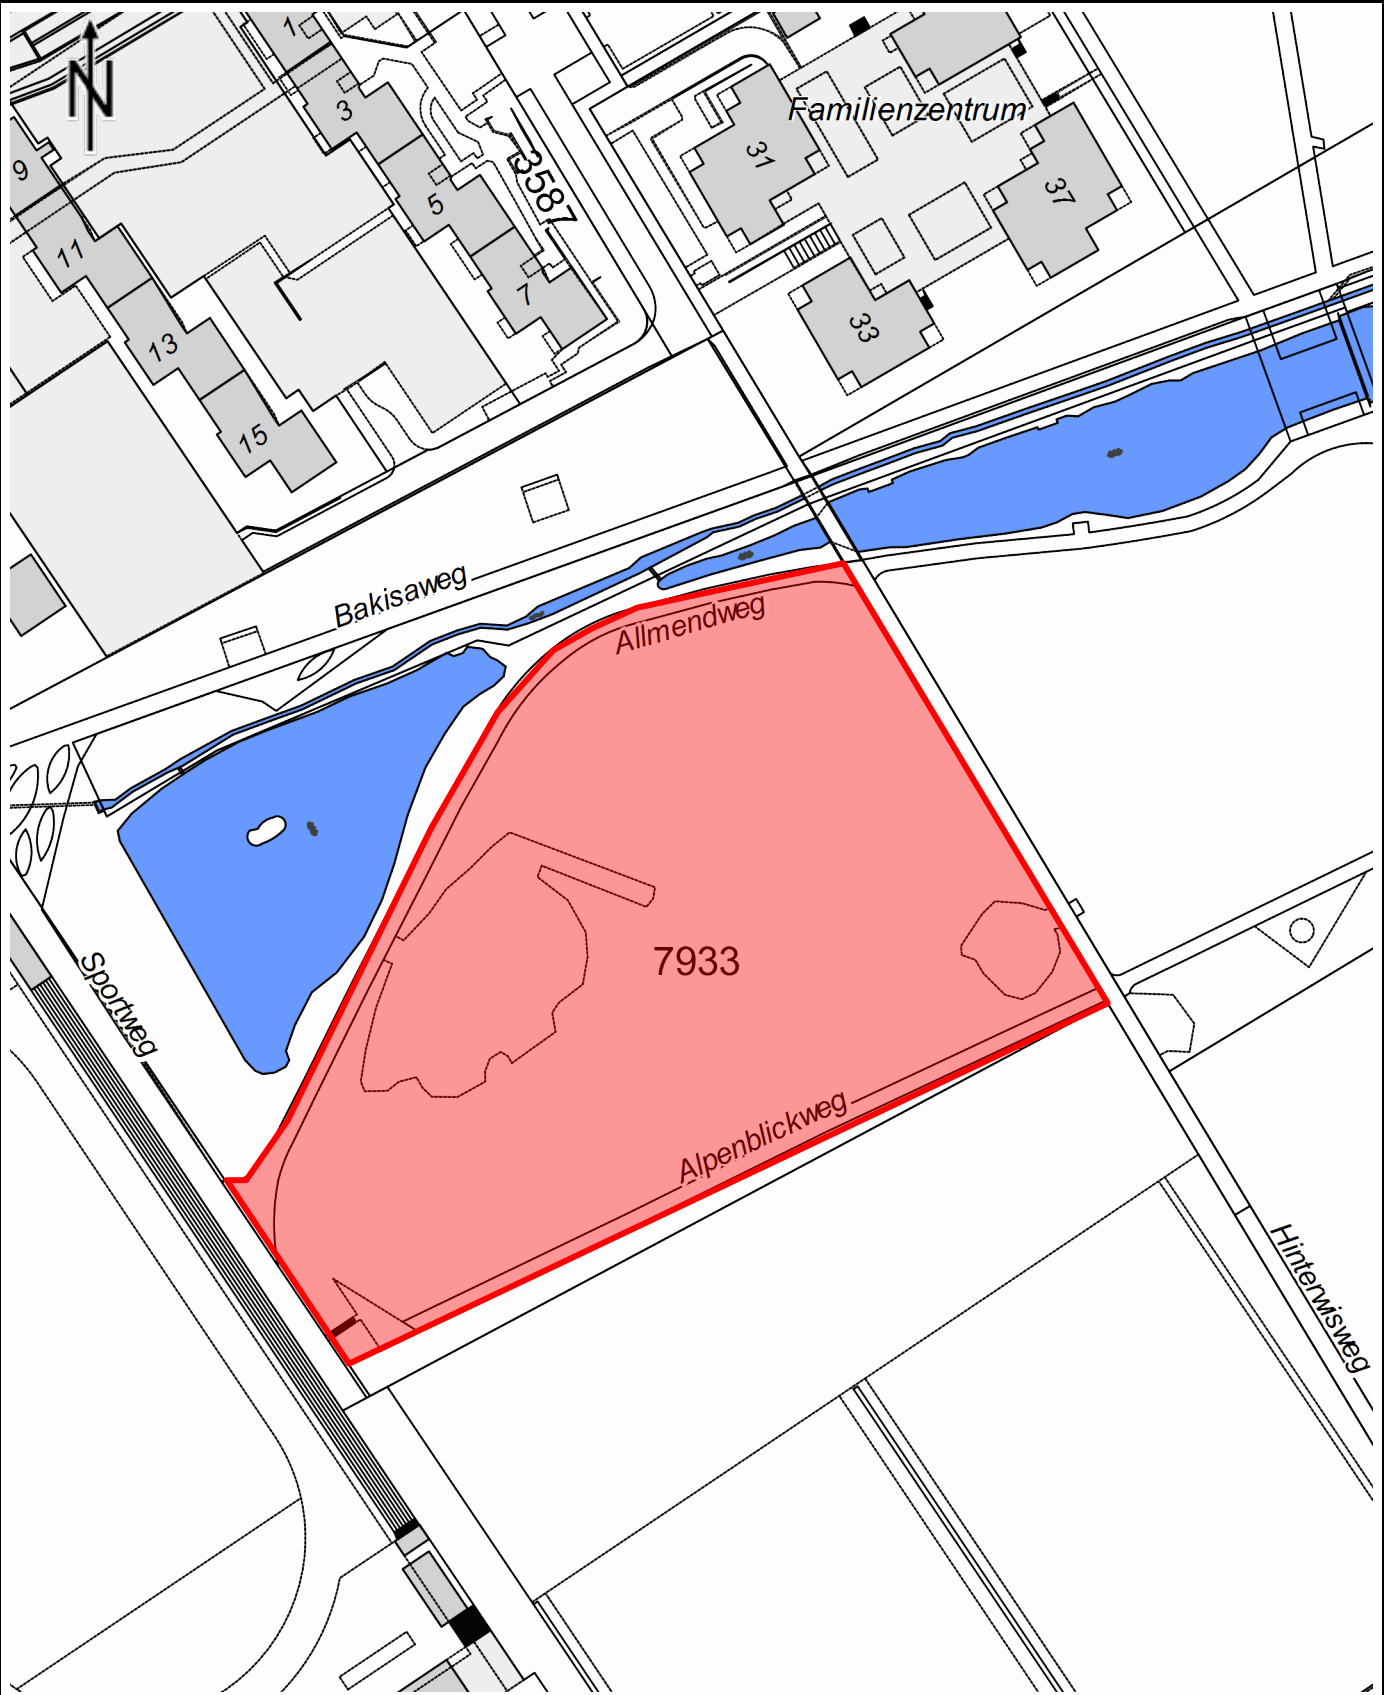 N
1
3
5
7
9
11
13
15
3587
Familienzentrum
31
37
33
Bakisaweg
Allmendweg
7933
Sportweg
Alpenblickweg
Hinterwisweg